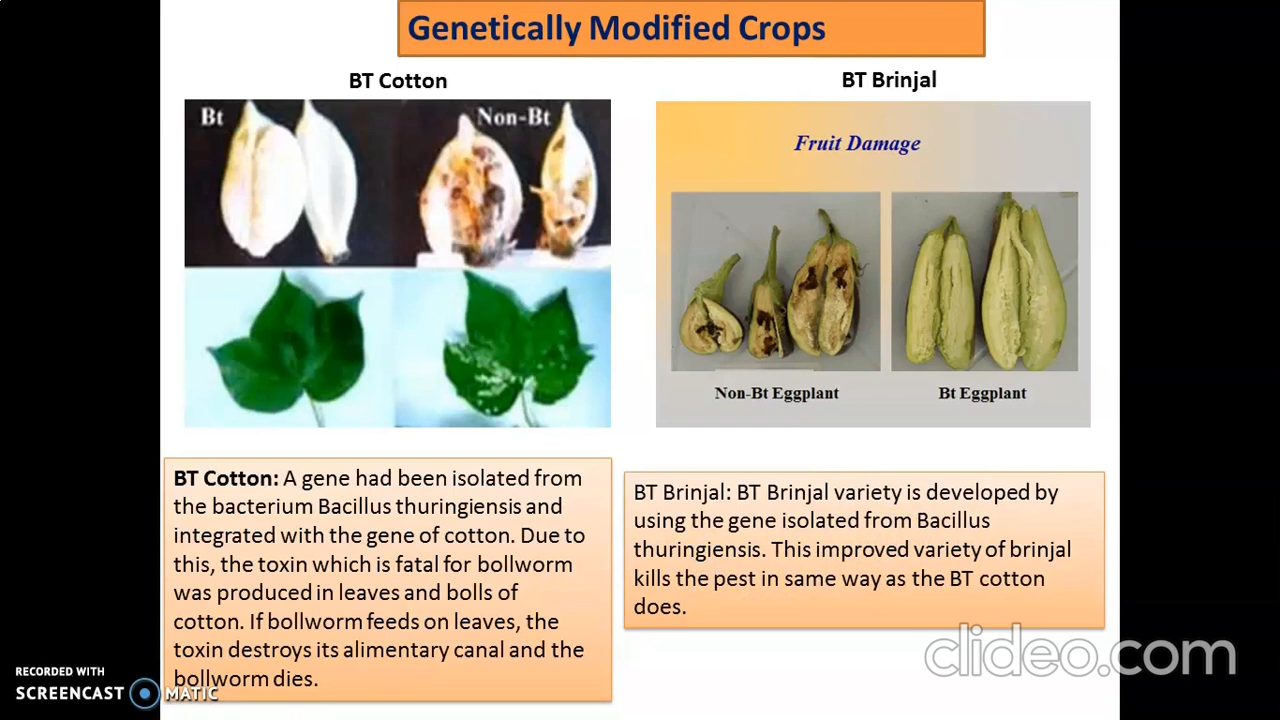 Genetically Modified Crops
BT Cotton
BT Brinjal
Bt
Non-Bt
Fruit Damage
Non-Bt Eggplant
Bt Eggplant
BT Cotton: A gene had been isolated from
the bacterium Bacillus thuringiensis and
integrated with the gene of cotton. Due to
this, the toxin which is fatal for bollworm
was produced in leaves and bolls of
cotton. If bollworm feeds on leaves, the
toxin destroys its alimentary canal and the
bollworm dies.
BT Brinjal: BT Brinjal variety is developed by
using the gene isolated from Bacillus
thuringiensis. This improved variety of brinjal
kills the pest in same way as the BT cotton
does.
clideo.com
RECORDED WITH
SCREENCAST MATIC